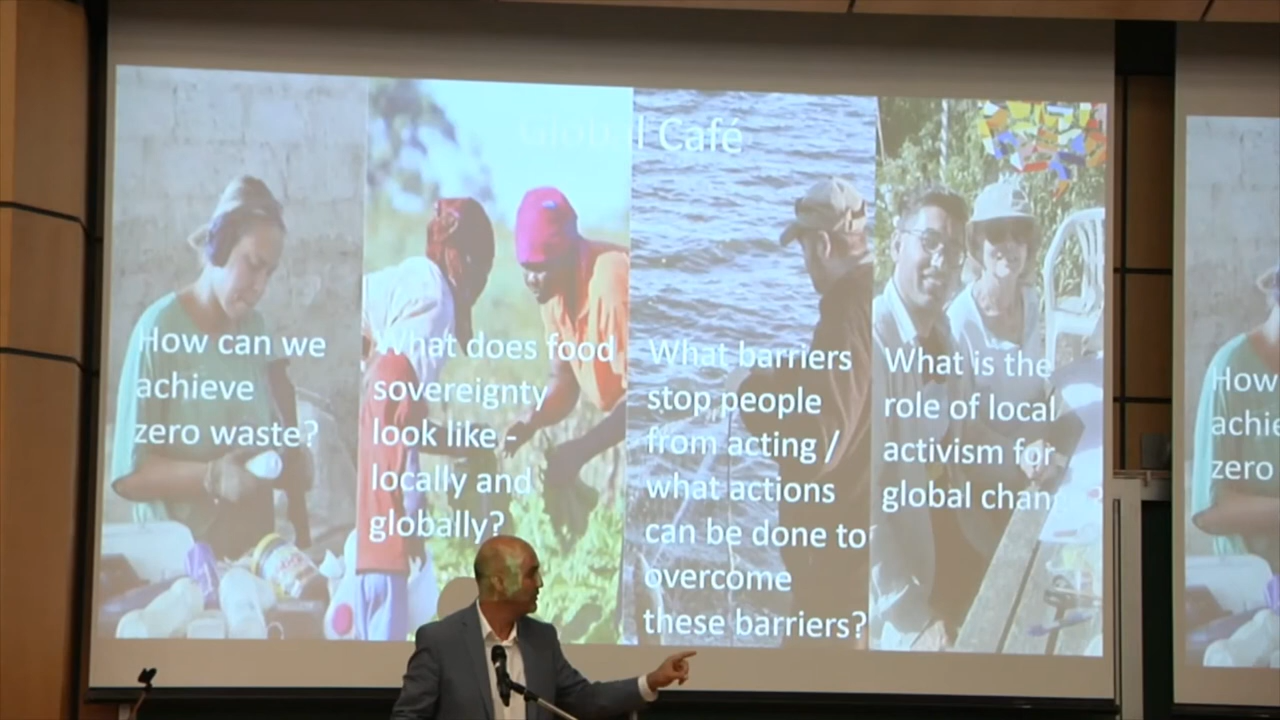 Global Café
How can we
achieve
zero waste?
What does food
sovereignty
look like -
locally and
globally?
What barriers
stop people
from acting /
what actions
can be done to
overcome
these barriers?
What is the
role of local
activism for
global chan
How
achie
zero